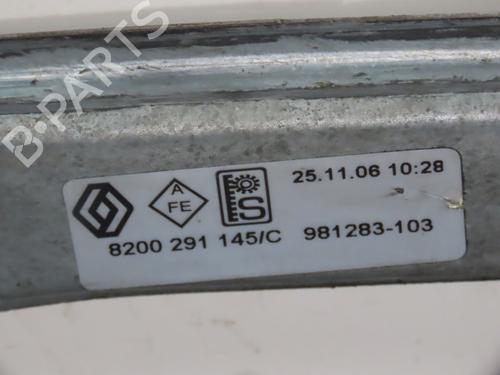 B-PARTS
25.11.06 10:28
A
FE
S
8200 291 145/C 981283-103